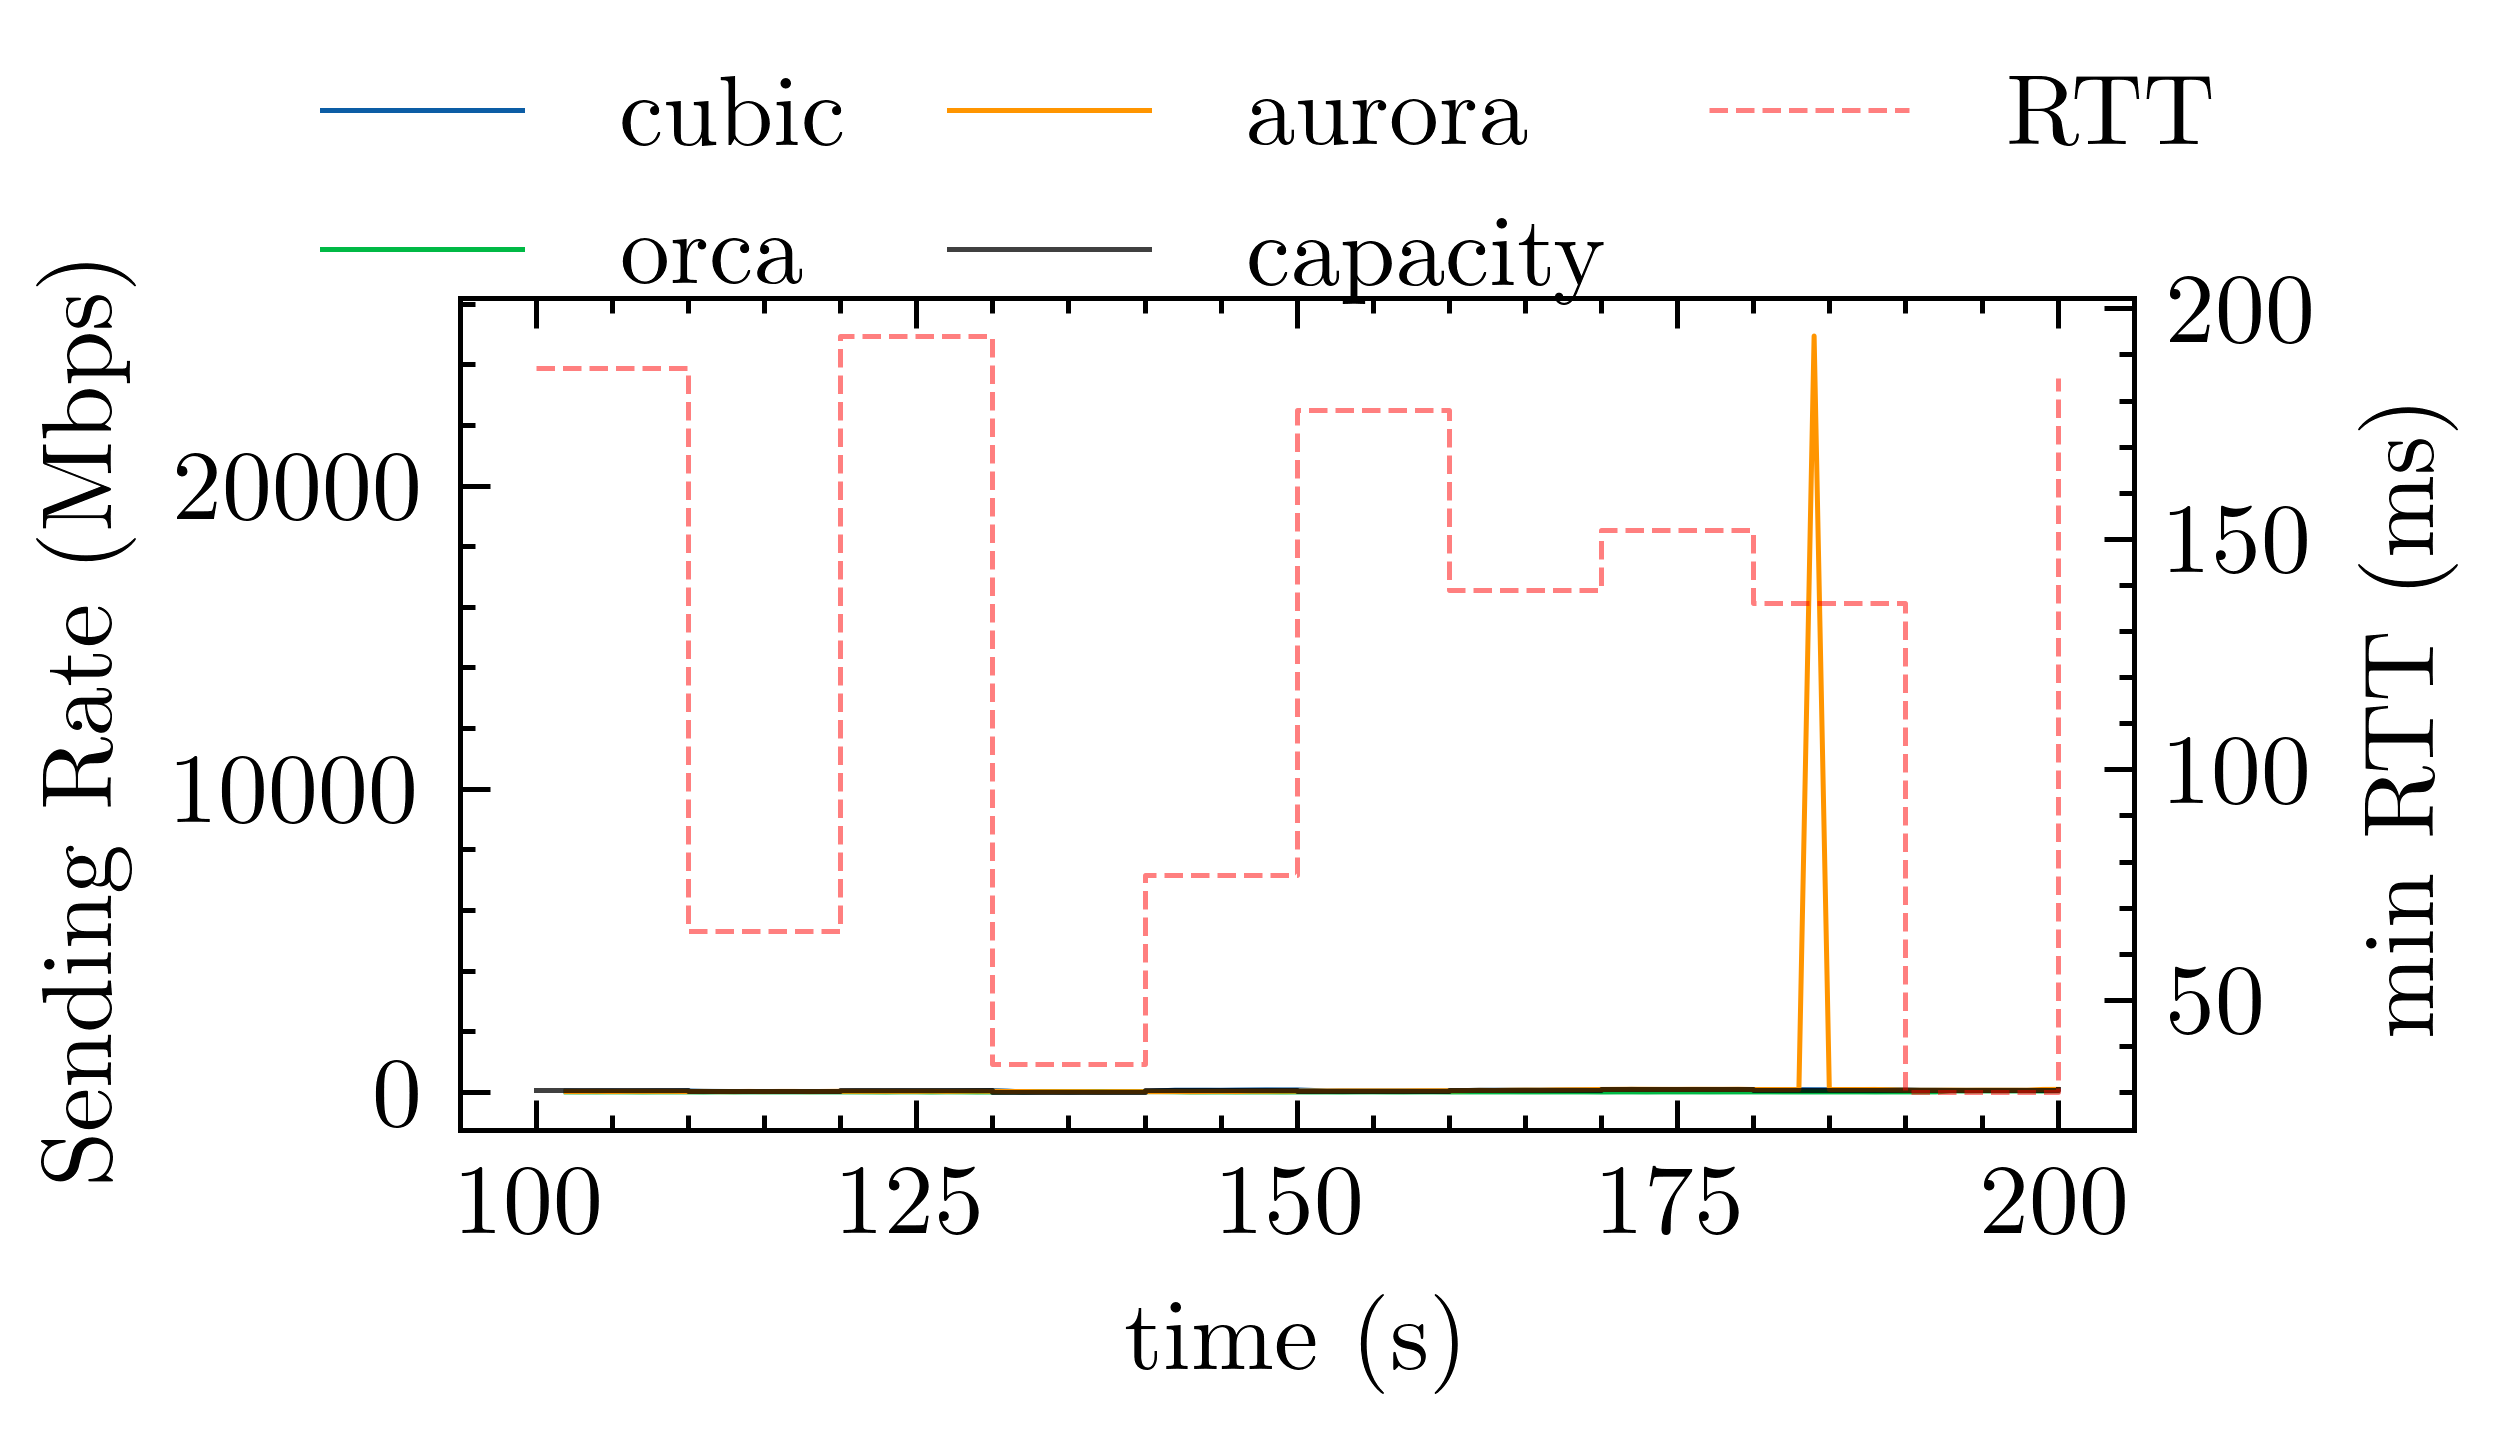 cubic aurora RTT
orca capacity
Sending Rate (Mbps)
20000
10000
0
200
150
100
50
min RTT (ms)
100 125 150 175 200
time (s)